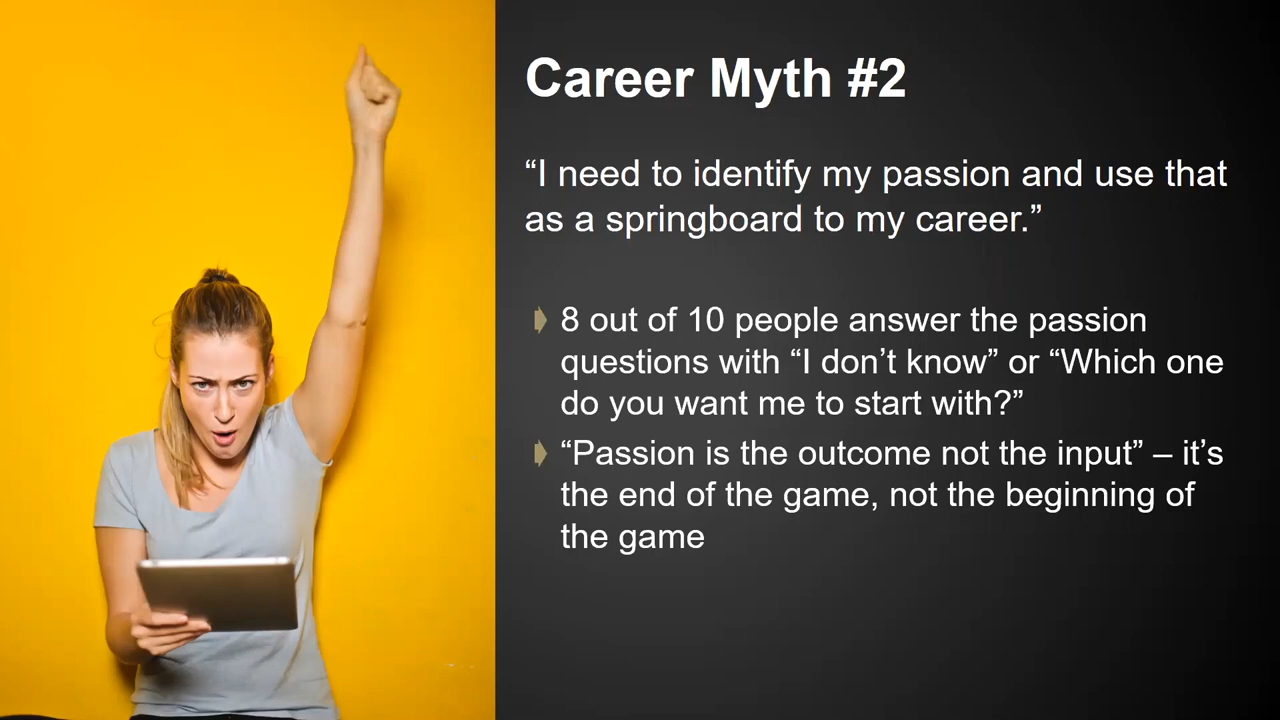 Career Myth #2
“I need to identify my passion and use that
as a springboard to my career.”
8 out of 10 people answer the passion
questions with “I don’t know” or “Which one
do you want me to start with?”
“Passion is the outcome not the input” – it’s
the end of the game, not the beginning of
the game